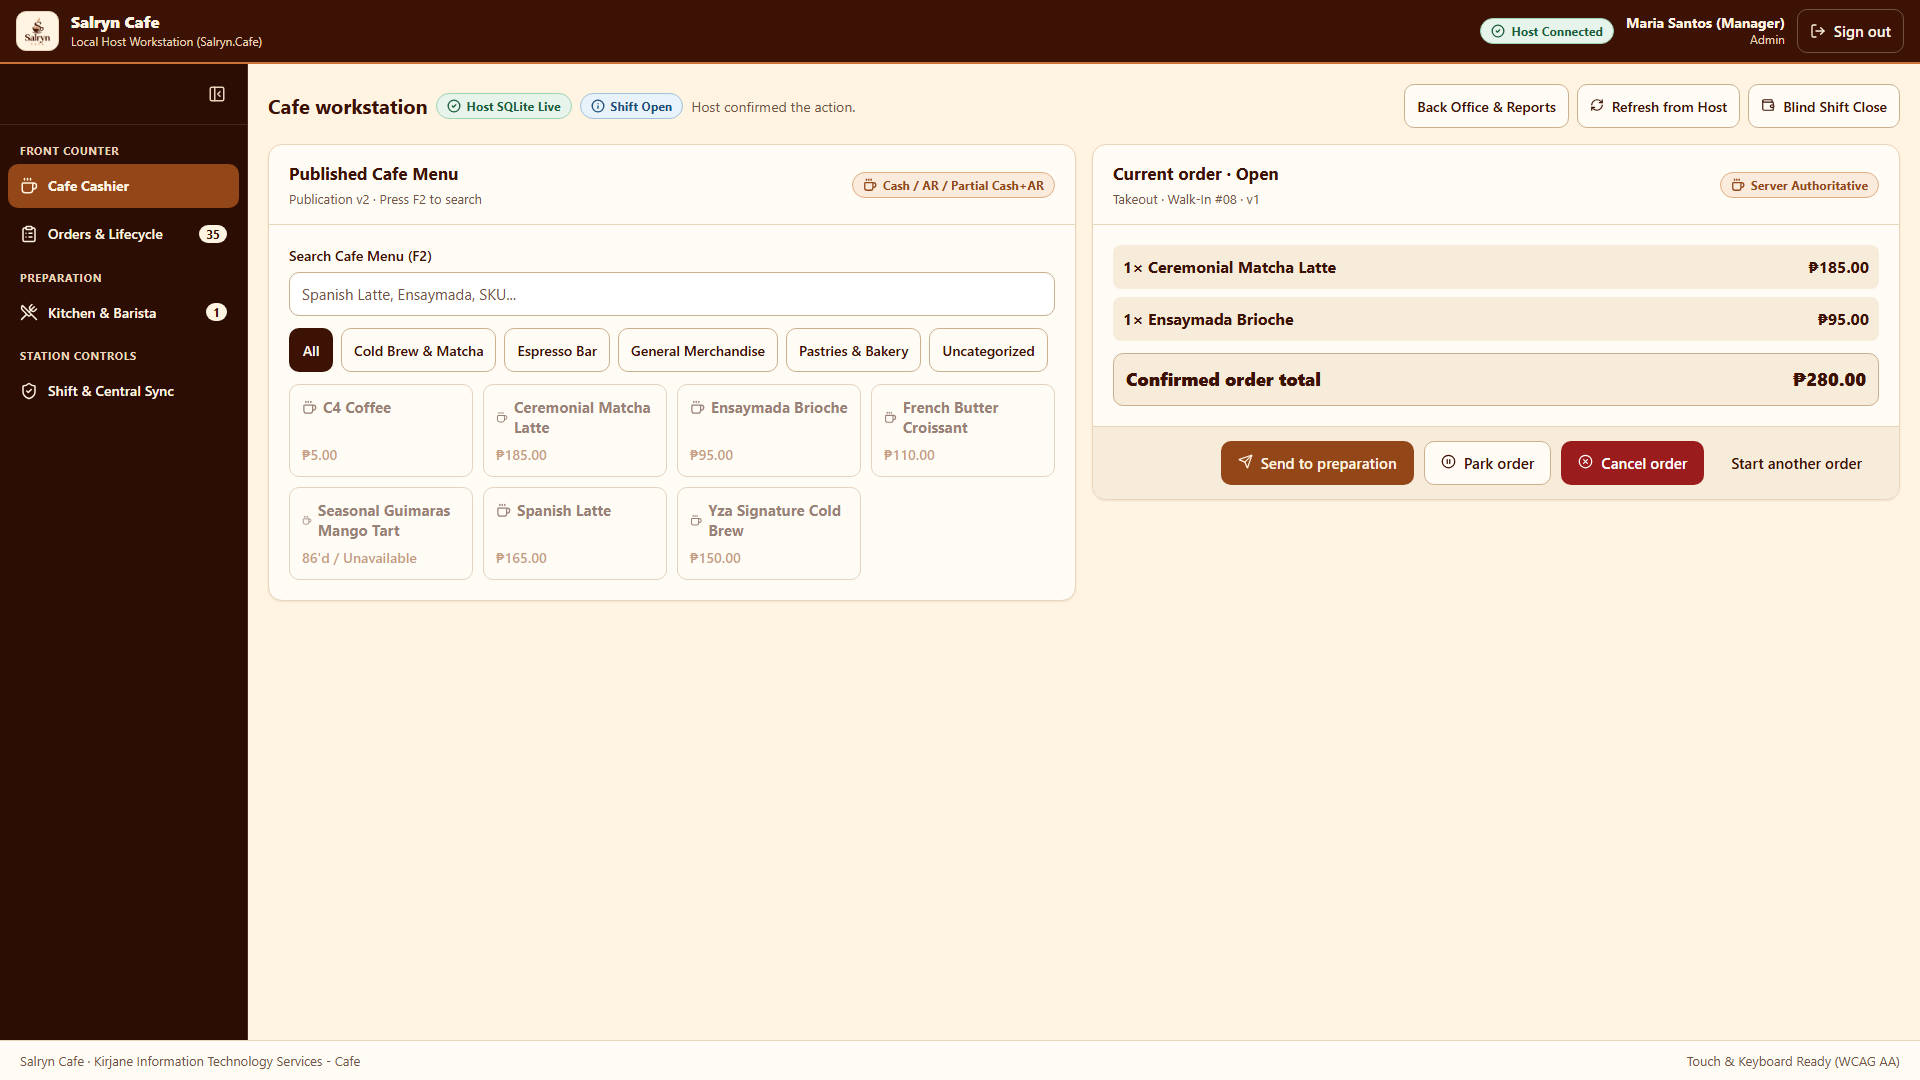 Salryn
Salryn Cafe
Local Host Workstation (Salryn.Cafe)
Host Connected
Maria Santos (Manager)
Admin
Sign out
FRONT COUNTER
Cafe Cashier
Orders & Lifecycle
35
PREPARATION
Kitchen & Barista
1
STATION CONTROLS
Shift & Central Sync
Cafe workstation
Host SQLite Live
Shift Open
Host confirmed the action.
Back Office & Reports
Refresh from Host
Blind Shift Close
Published Cafe Menu
Publication v2 · Press F2 to search
Cash / AR / Partial Cash+AR
Search Cafe Menu (F2)
Spanish Latte, Ensaymada, SKU...
All
Cold Brew & Matcha
Espresso Bar
General Merchandise
Pastries & Bakery
Uncategorized
C4 Coffee
₱5.00
Ceremonial Matcha
Latte
₱185.00
Ensaymada Brioche
₱95.00
French Butter
Croissant
₱110.00
Seasonal Guimaras
Mango Tart
86'd / Unavailable
Spanish Latte
₱165.00
Yza Signature Cold
Brew
₱150.00
Current order · Open
Takeout · Walk-In #08 · v1
Server Authoritative
1× Ceremonial Matcha Latte
₱185.00
1× Ensaymada Brioche
₱95.00
Confirmed order total
₱280.00
Send to preparation
Park order
Cancel order
Start another order
Salryn Cafe · Kirjane Information Technology Services - Cafe
Touch & Keyboard Ready (WCAG AA)